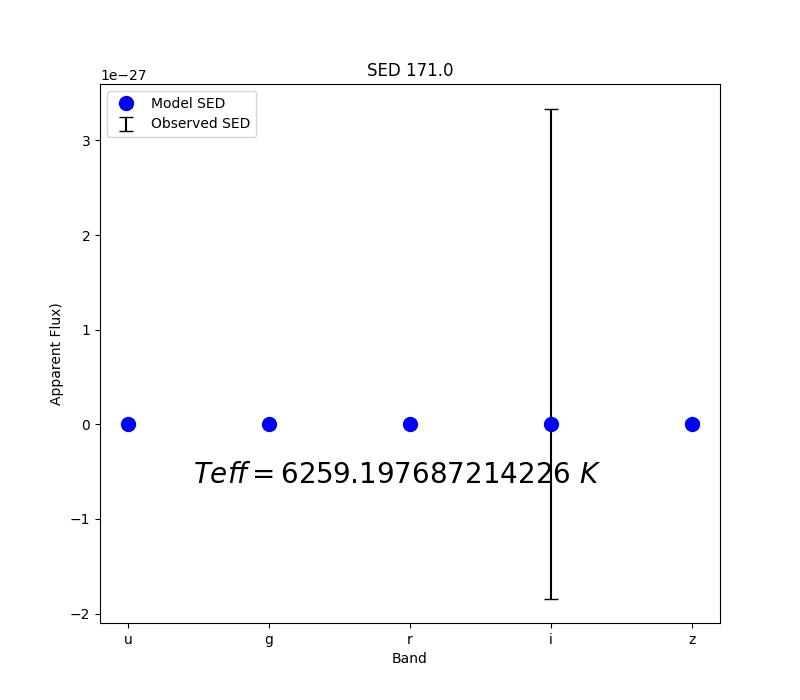 SED 171.0
1e−27
Model SED
Observed SED
3
2
1
0
−1
−2
Apparent Flux)
Teff = 6259.197687214226 K
u g r i z
Band